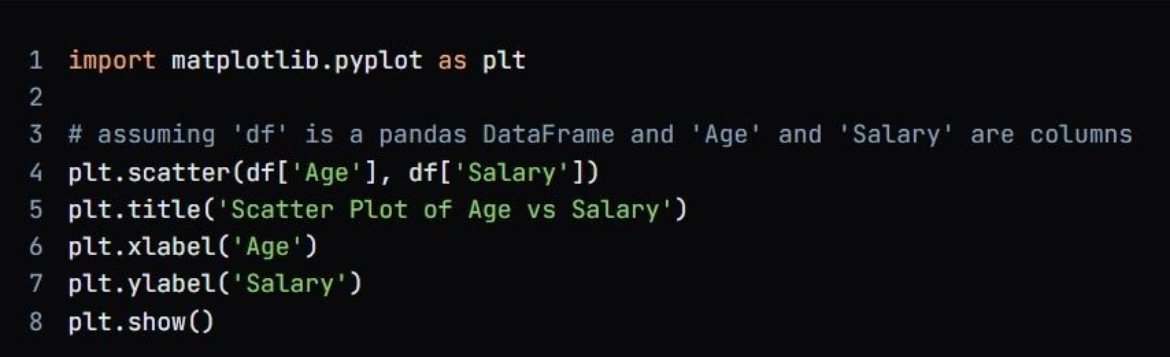 1 import matplotlib.pyplot as plt
2
3 # assuming 'df' is a pandas DataFrame and 'Age' and 'Salary' are columns
4 plt.scatter(df['Age'], df['Salary'])
5 plt.title('Scatter Plot of Age vs Salary')
6 plt.xlabel('Age')
7 plt.ylabel('Salary')
8 plt.show()